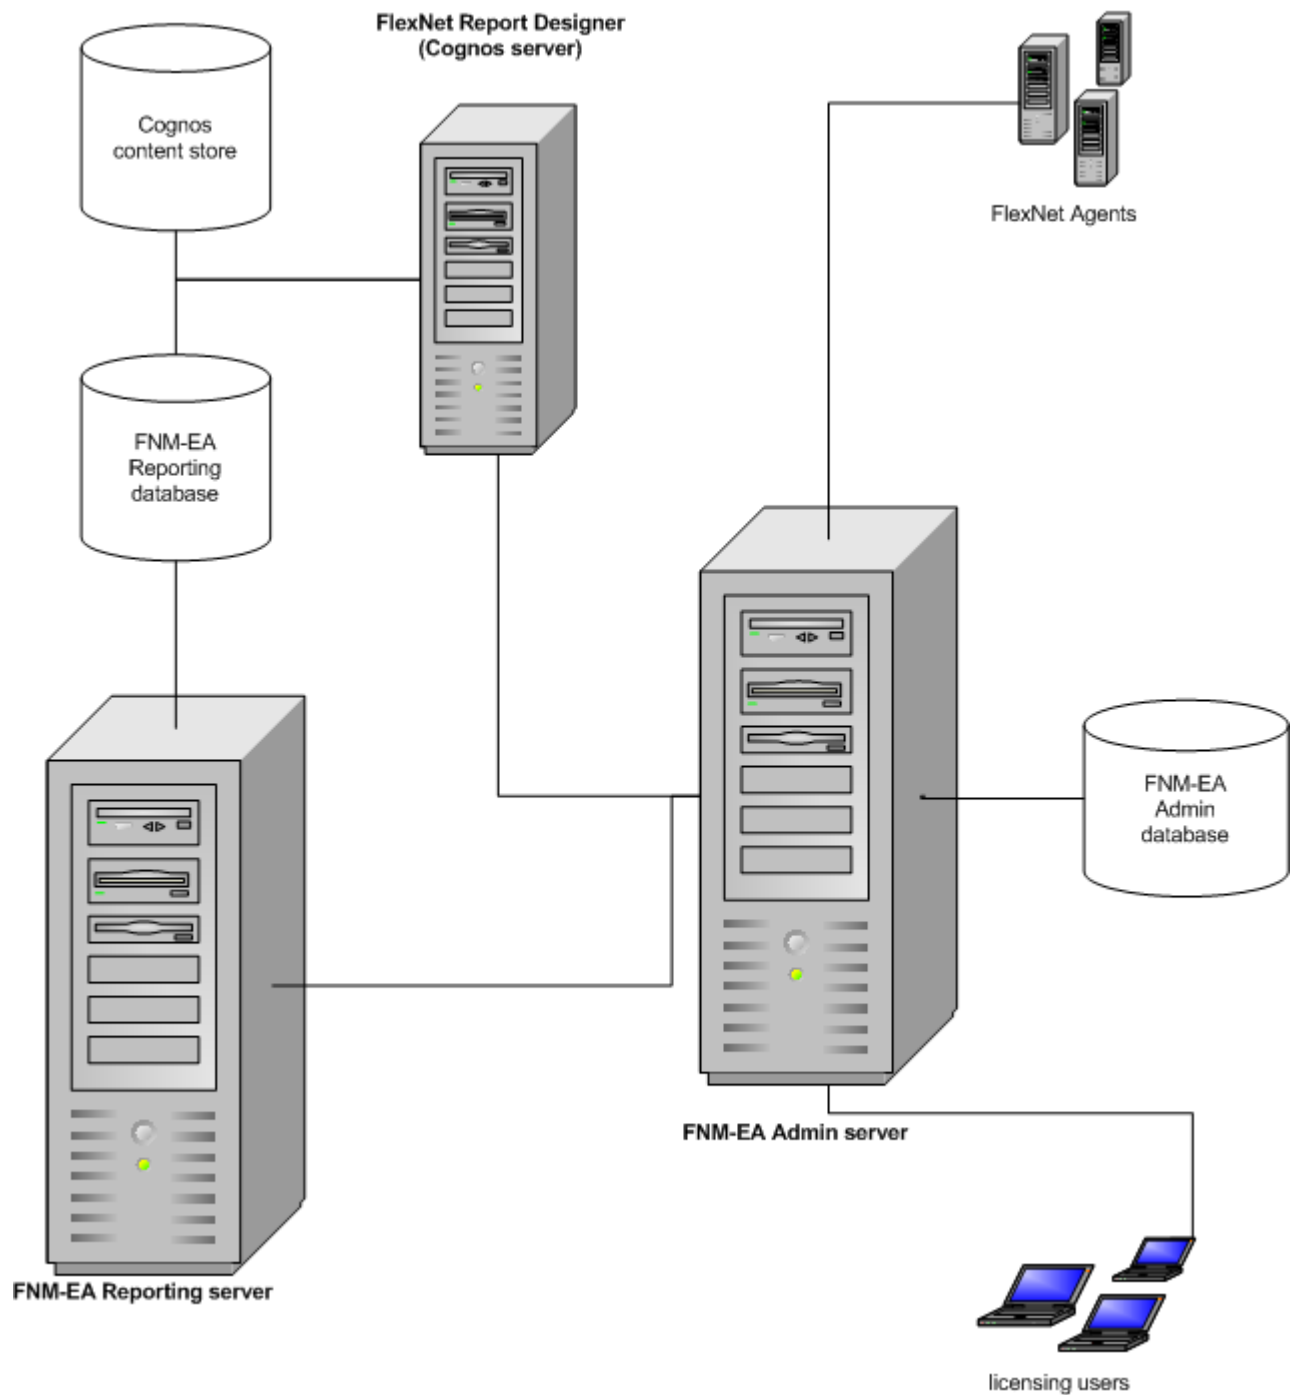 FlexNet Report Designer
(Cognos server)
Cognos
content store
FlexNet Agents
FNM-EA
Reporting
database
FNM-EA
Admin
database
FNM-EA Admin server
FNM-EA Reporting server
licensing users